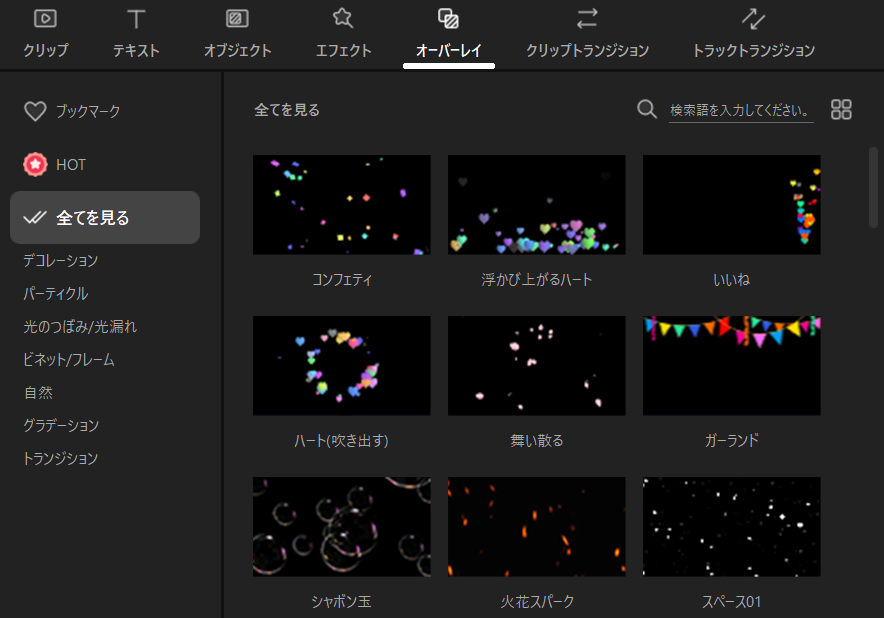 クリップ テキスト オブジェクト エフェクト オーバーレイ クリップトランジション トラックトランジション
ブックマーク
HOT
全てを見る
デコレーション
パーティクル
光のつぼみ/光漏れ
ビネット/フレーム
自然
グラデーション
トランジション
全てを見る 検索語を入力してください。
コンフェティ 浮かび上がるハート いいね
ハート(吹き出す) 舞い散る ガーランド
シャボン玉 火花スパーク スペース01